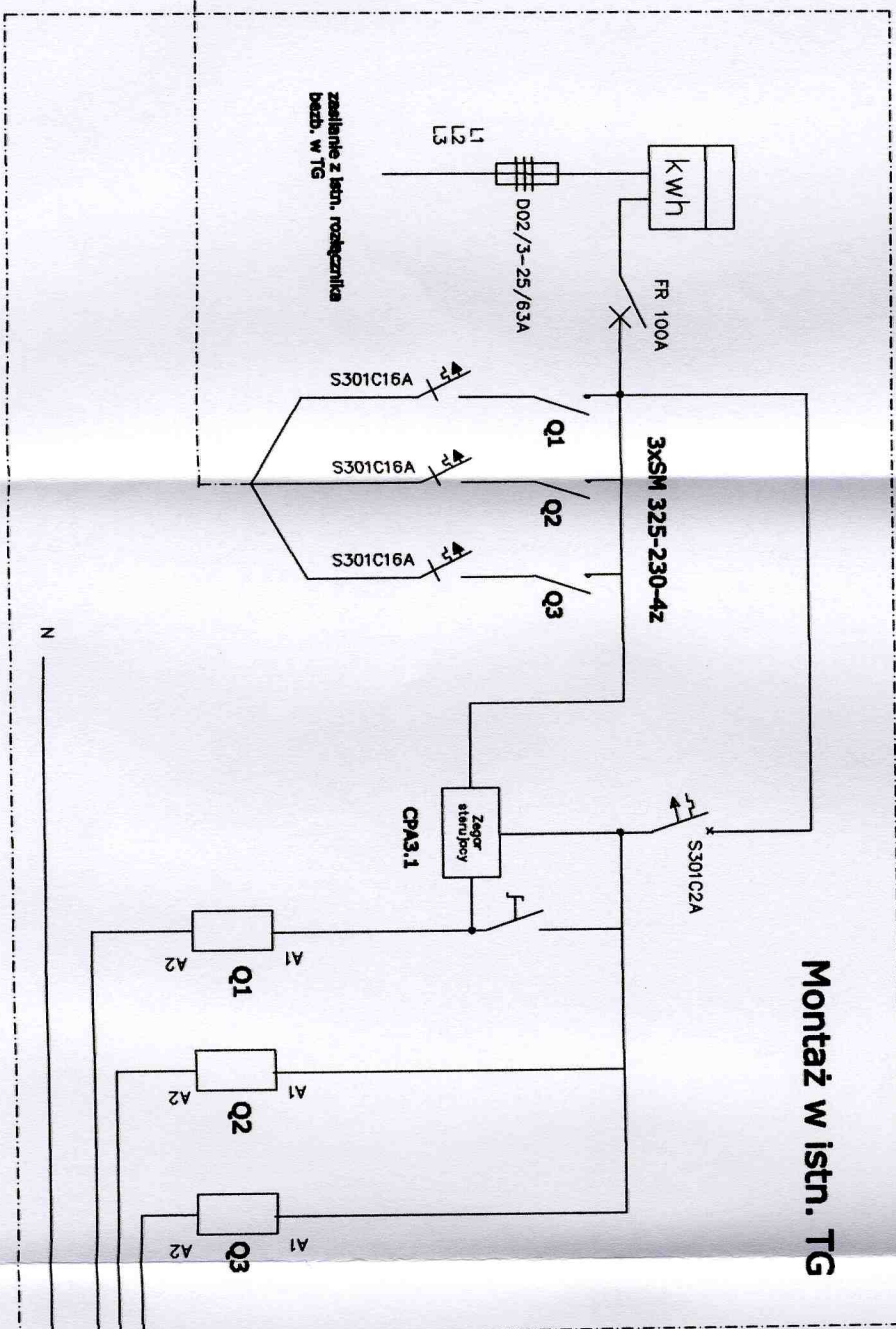 Montaż w istn. TG
kwh
FR 100A
L1
L2
L3
D02/3-25/63A
zasilanie z istn. rozłącznika
bezb. w TG
3xSM 325-230-4z
Q1
Q2
Q3
S301C16A
S301C16A
S301C16A
S301C2A
Zegar
sterujacy
CPA3.1
A1
Q1
A2
A1
Q2
A2
A1
Q3
A2
N